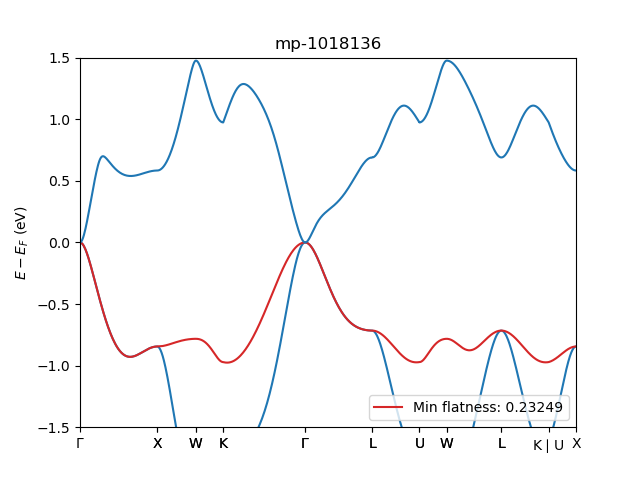 mp-1018136
E − E_F (eV)
1.5
1.0
0.5
0.0
−0.5
−1.0
−1.5
Min flatness: 0.23249
Γ X W K Γ L U W L K | U X